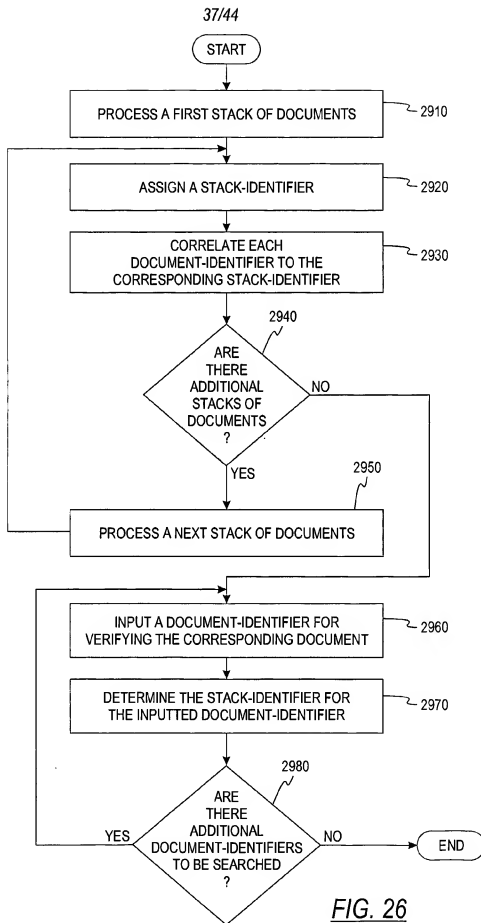 37/44
START
PROCESS A FIRST STACK OF DOCUMENTS
2910
ASSIGN A STACK-IDENTIFIER
2920
CORRELATE EACH
DOCUMENT-IDENTIFIER TO THE
CORRESPONDING STACK-IDENTIFIER
2930
2940
ARE
THERE
ADDITIONAL
STACKS OF
DOCUMENTS
?
NO
YES
2950
PROCESS A NEXT STACK OF DOCUMENTS
INPUT A DOCUMENT-IDENTIFIER FOR
VERIFYING THE CORRESPONDING DOCUMENT
2960
DETERMINE THE STACK-IDENTIFIER FOR
THE INPUTTED DOCUMENT-IDENTIFIER
2970
2980
ARE
THERE
ADDITIONAL
DOCUMENT-IDENTIFIERS
TO BE SEARCHED
?
YES
NO
END
FIG. 26